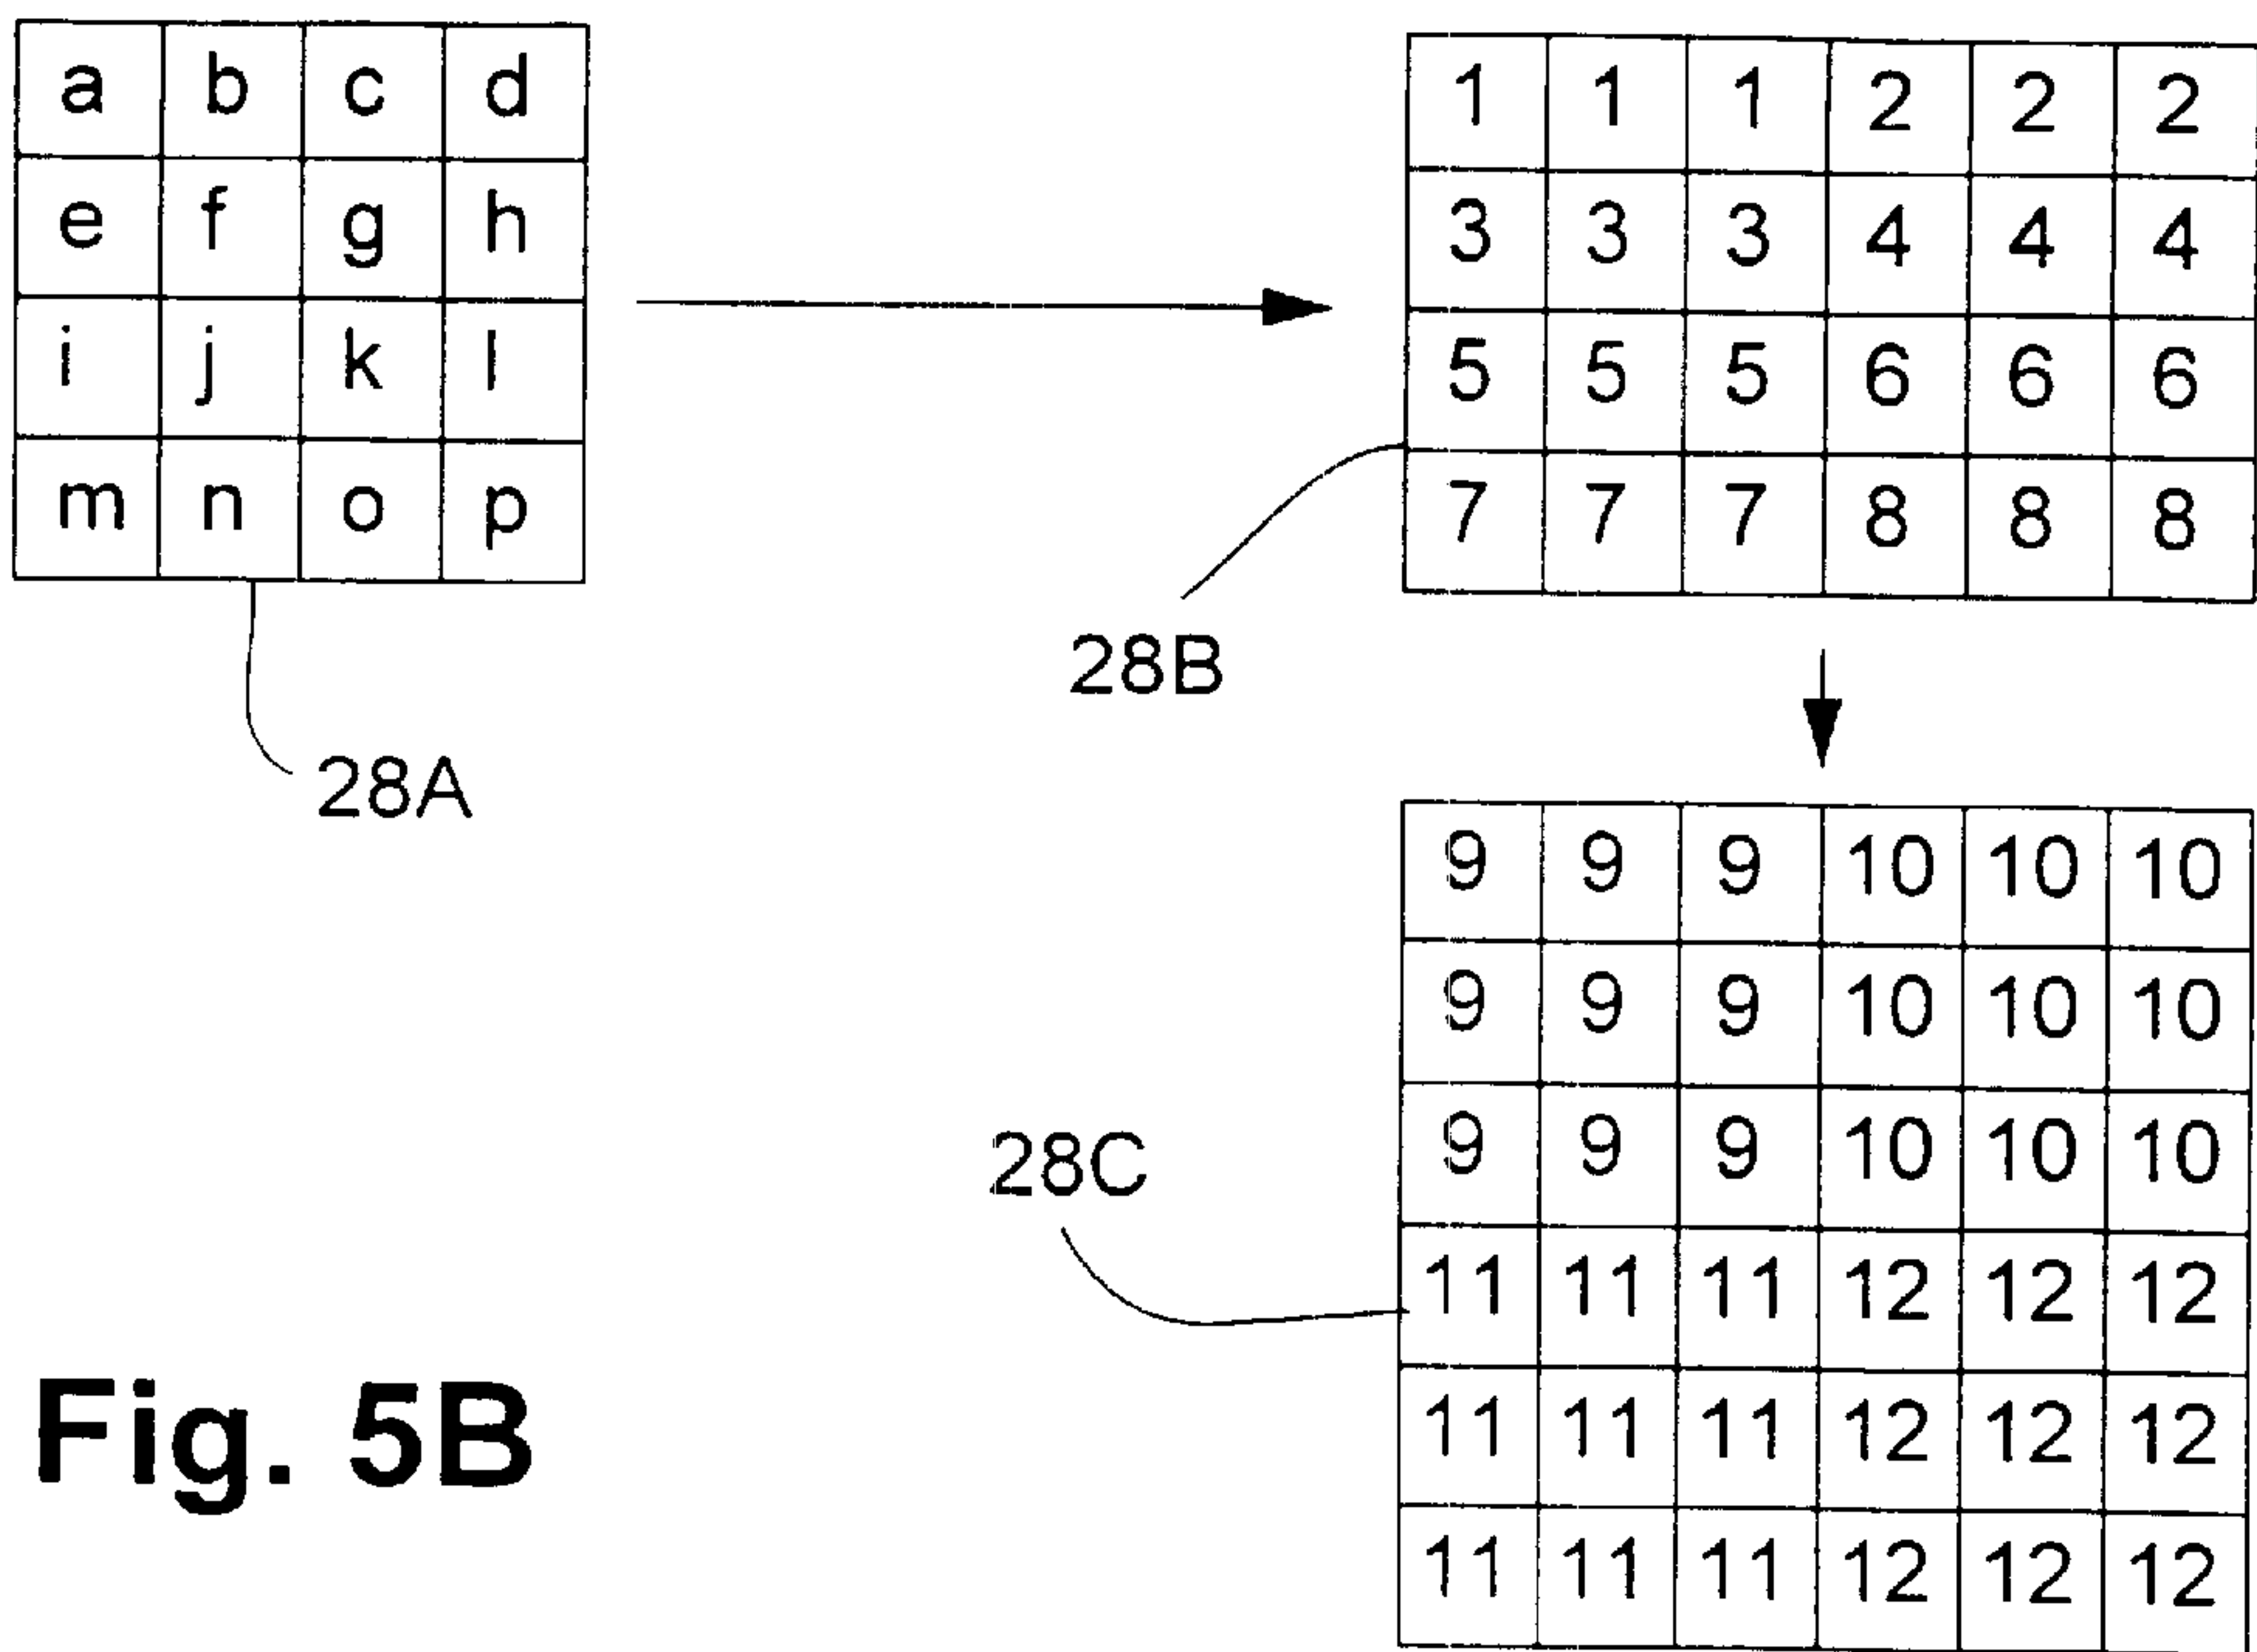 a b c d
e f g h
i j k l
m n o p
28A
1 1 1 2 2 2
3 3 3 4 4 4
5 5 5 6 6 6
7 7 7 8 8 8
28B
9 9 9 10 10 10
9 9 9 10 10 10
9 9 9 10 10 10
11 11 11 12 12 12
11 11 11 12 12 12
11 11 11 12 12 12
28C
Fig. 5B